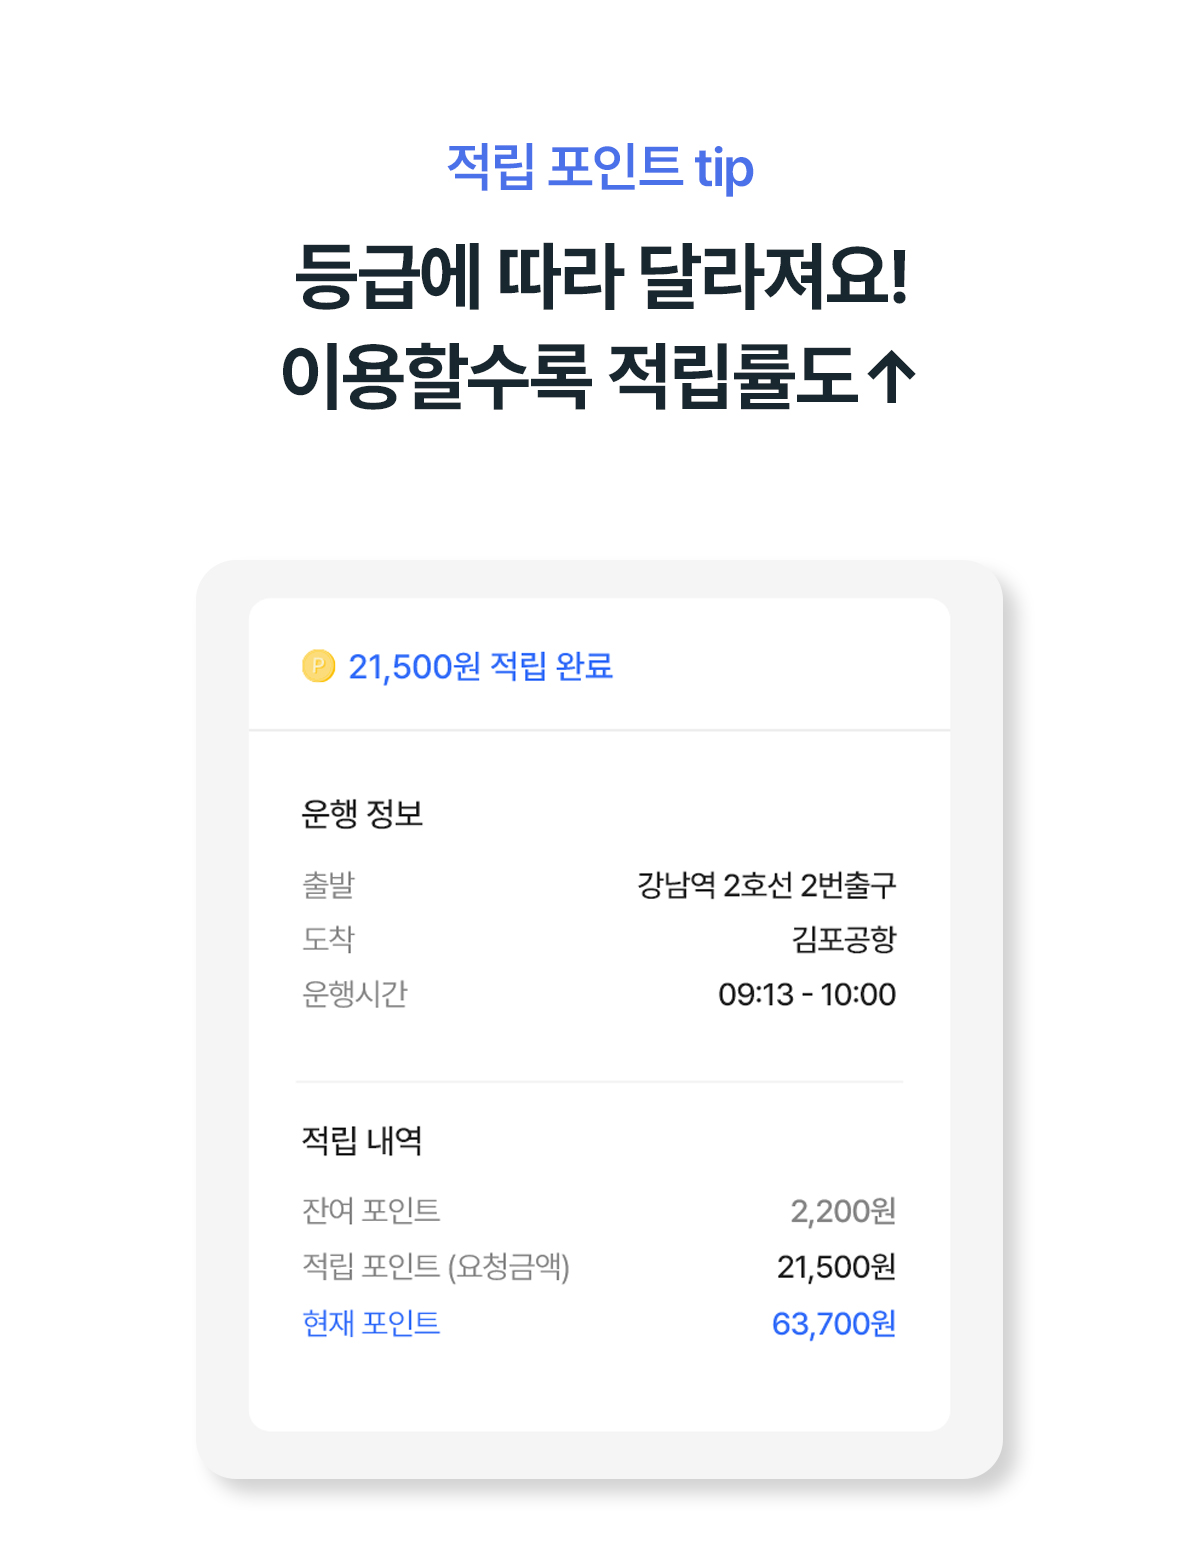 적립 포인트 tip
등급에 따라 달라져요!
이용할수록 적립률도↑
P 21,500원 적립 완료
운행 정보
출발 강남역 2호선 2번출구
도착 김포공항
운행시간 09:13 - 10:00
적립 내역
잔여 포인트 2,200원
적립 포인트 (요청금액) 21,500원
현재 포인트 63,700원